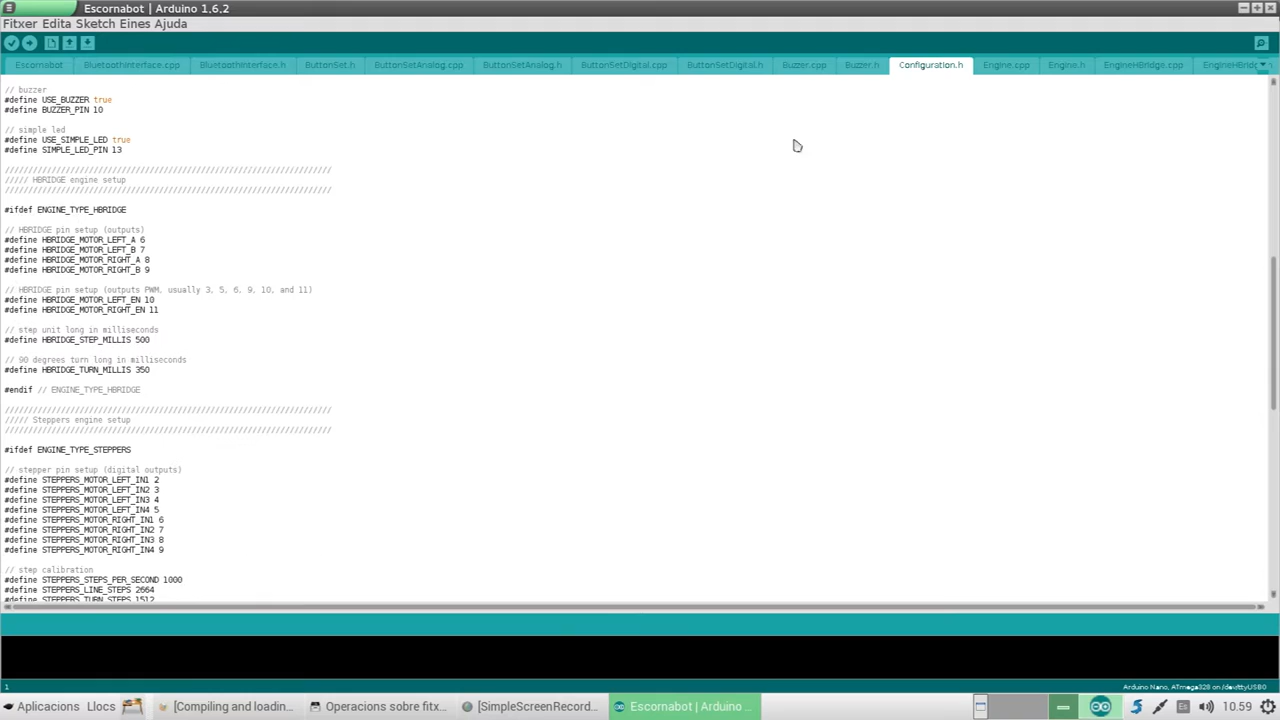 Escornabot | Arduino 1.6.2
Fitxer Edita Sketch Eines Ajuda
Escornabot BluetoothInterface.cpp BluetoothInterface.h ButtonSet.h ButtonSetAnalog.cpp ButtonSetAnalog.h ButtonSetDigital.cpp ButtonSetDigital.h Buzzer.cpp Buzzer.h Configuration.h Engine.cpp Engine.h EngineHBridge.cpp EngineHBridg
// buzzer
#define USE_BUZZER true
#define BUZZER_PIN 10
// simple led
#define USE_SIMPLE_LED true
#define SIMPLE_LED_PIN 13
//////////////////////////////////////////////////////////////////////
///// HBRIDGE engine setup
//////////////////////////////////////////////////////////////////////
#ifdef ENGINE_TYPE_HBRIDGE
// HBRIDGE pin setup (outputs)
#define HBRIDGE_MOTOR_LEFT_A 6
#define HBRIDGE_MOTOR_LEFT_B 7
#define HBRIDGE_MOTOR_RIGHT_A 8
#define HBRIDGE_MOTOR_RIGHT_B 9
// HBRIDGE pin setup (outputs PWM, usually 3, 5, 6, 9, 10, and 11)
#define HBRIDGE_MOTOR_LEFT_EN 10
#define HBRIDGE_MOTOR_RIGHT_EN 11
// step unit long in milliseconds
#define HBRIDGE_STEP_MILLIS 500
// 90 degrees turn long in milliseconds
#define HBRIDGE_TURN_MILLIS 350
#endif // ENGINE_TYPE_HBRIDGE
//////////////////////////////////////////////////////////////////////
///// Steppers engine setup
//////////////////////////////////////////////////////////////////////
#ifdef ENGINE_TYPE_STEPPERS
// stepper pin setup (digital outputs)
#define STEPPERS_MOTOR_LEFT_IN1 2
#define STEPPERS_MOTOR_LEFT_IN2 3
#define STEPPERS_MOTOR_LEFT_IN3 4
#define STEPPERS_MOTOR_LEFT_IN4 5
#define STEPPERS_MOTOR_RIGHT_IN1 6
#define STEPPERS_MOTOR_RIGHT_IN2 7
#define STEPPERS_MOTOR_RIGHT_IN3 8
#define STEPPERS_MOTOR_RIGHT_IN4 9
// step calibration
#define STEPPERS_STEPS_PER_SECOND 1000
#define STEPPERS_LINE_STEPS 2664
#define STEPPERS_TURN_STEPS 1512
1 Arduino Nano, ATmega328 on /dev/ttyUSB0
Aplicacions Llocs [Compiling and loadin... Operacions sobre fitx... [SimpleScreenRecord... Escornabot | Arduino ... Es 10.59